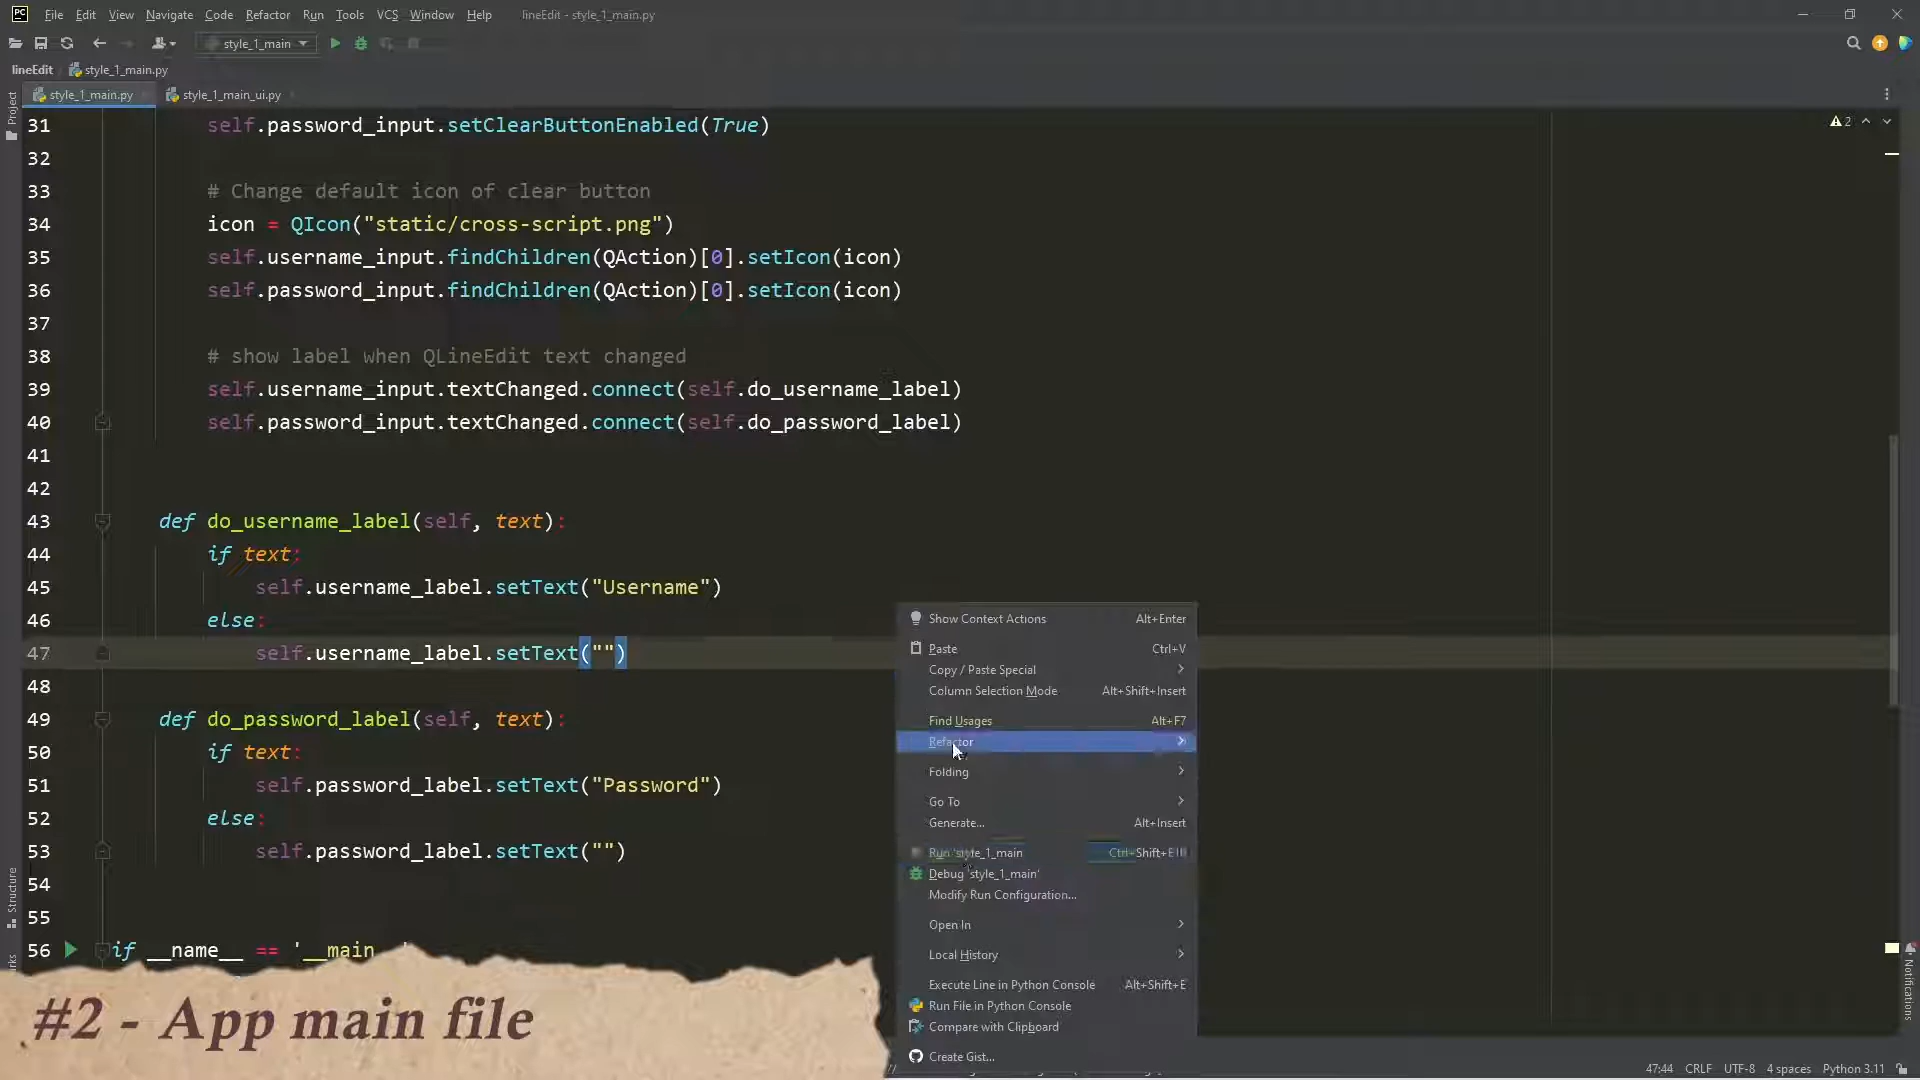 File Edit View Navigate Code Refactor Run Tools VCS Window Help lineEdit - style_1_main.py
style_1_main
lineEdit style_1_main.py
style_1_main.py style_1_main_ui.py
Project
31 self.password_input.setClearButtonEnabled(True)
2
32
33 # Change default icon of clear button
34 icon = QIcon("static/cross-script.png")
35 self.username_input.findChildren(QAction)[0].setIcon(icon)
36 self.password_input.findChildren(QAction)[0].setIcon(icon)
37
38 # show label when QLineEdit text changed
39 self.username_input.textChanged.connect(self.do_username_label)
40 self.password_input.textChanged.connect(self.do_password_label)
41
42
43 def do_username_label(self, text):
44 if text:
45 self.username_label.setText("Username")
46 else:
47 self.username_label.setText("")
48
49 def do_password_label(self, text):
50 if text:
51 self.password_label.setText("Password")
52 else:
53 self.password_label.setText("")
54
55
56 if __name__ == '__main
Structure
Notifications
Show Context Actions Alt+Enter
Paste Ctrl+V
Copy / Paste Special
Column Selection Mode Alt+Shift+Insert
Find Usages Alt+F7
Refactor
Folding
Go To
Generate... Alt+Insert
Run 'style_1_main Ctrl+Shift+
Debug 'style_1_main'
Modify Run Configuration...
Open In
Local History
Execute Line in Python Console Alt+Shift+E
Run File in Python Console
Compare with Clipboard
Create Gist...
#2 - App main file
47:44 CRLF UTF-8 4 spaces Python 3.11